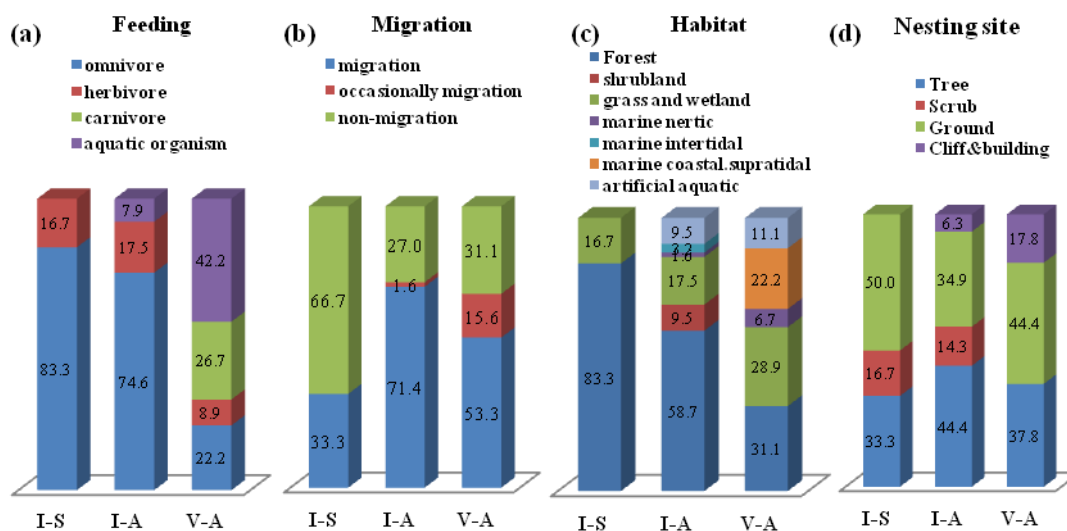 (a) Feeding
omnivore
herbivore
carnivore
aquatic organism
16.7
83.3
7.9
17.5
74.6
42.2
26.7
8.9
22.2
I-S I-A V-A
(b) Migration
migration
occasionally migration
non-migration
66.7
33.3
27.0
1.6
71.4
31.1
15.6
53.3
I-S I-A V-A
(c) Habitat
Forest
shrubland
grass and wetland
marine nertic
marine intertidal
marine coastal.supratidal
artificial aquatic
16.7
83.3
9.5
3.2
1.6
17.5
9.5
58.7
11.1
22.2
6.7
28.9
31.1
I-S I-A V-A
(d) Nesting site
Tree
Scrub
Ground
Cliff&building
50.0
16.7
33.3
6.3
34.9
14.3
44.4
17.8
44.4
37.8
I-S I-A V-A